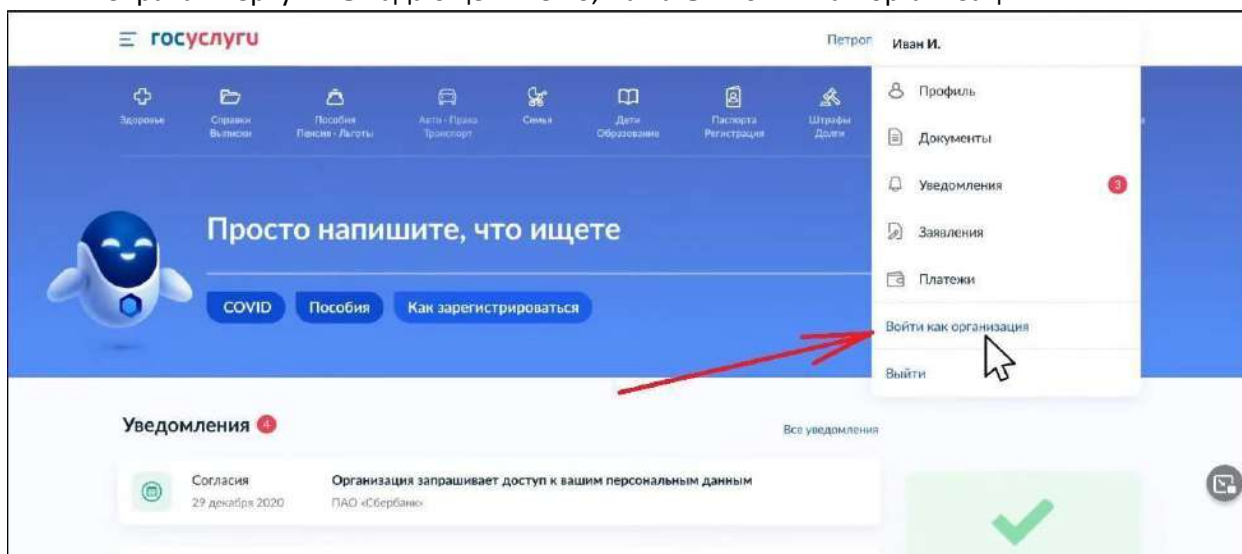 госуслуги
Петроп
Иван И.
Здоровье
Справки
Выписки
Пособия
Пенсия · Льготы
Авто · Права
Транспорт
Семья
Дети
Образование
Паспорта
Регистрация
Штрафы
Долги
Профиль
Документы
Уведомления 3
Заявления
Платежи
Войти как организация
Выйти
Просто напишите, что ищете
COVID Пособия Как зарегистрироваться
Уведомления 4
Все уведомления
Согласия
29 декабря 2020
Организация запрашивает доступ к вашим персональным данным
ПАО «Сбербанк»